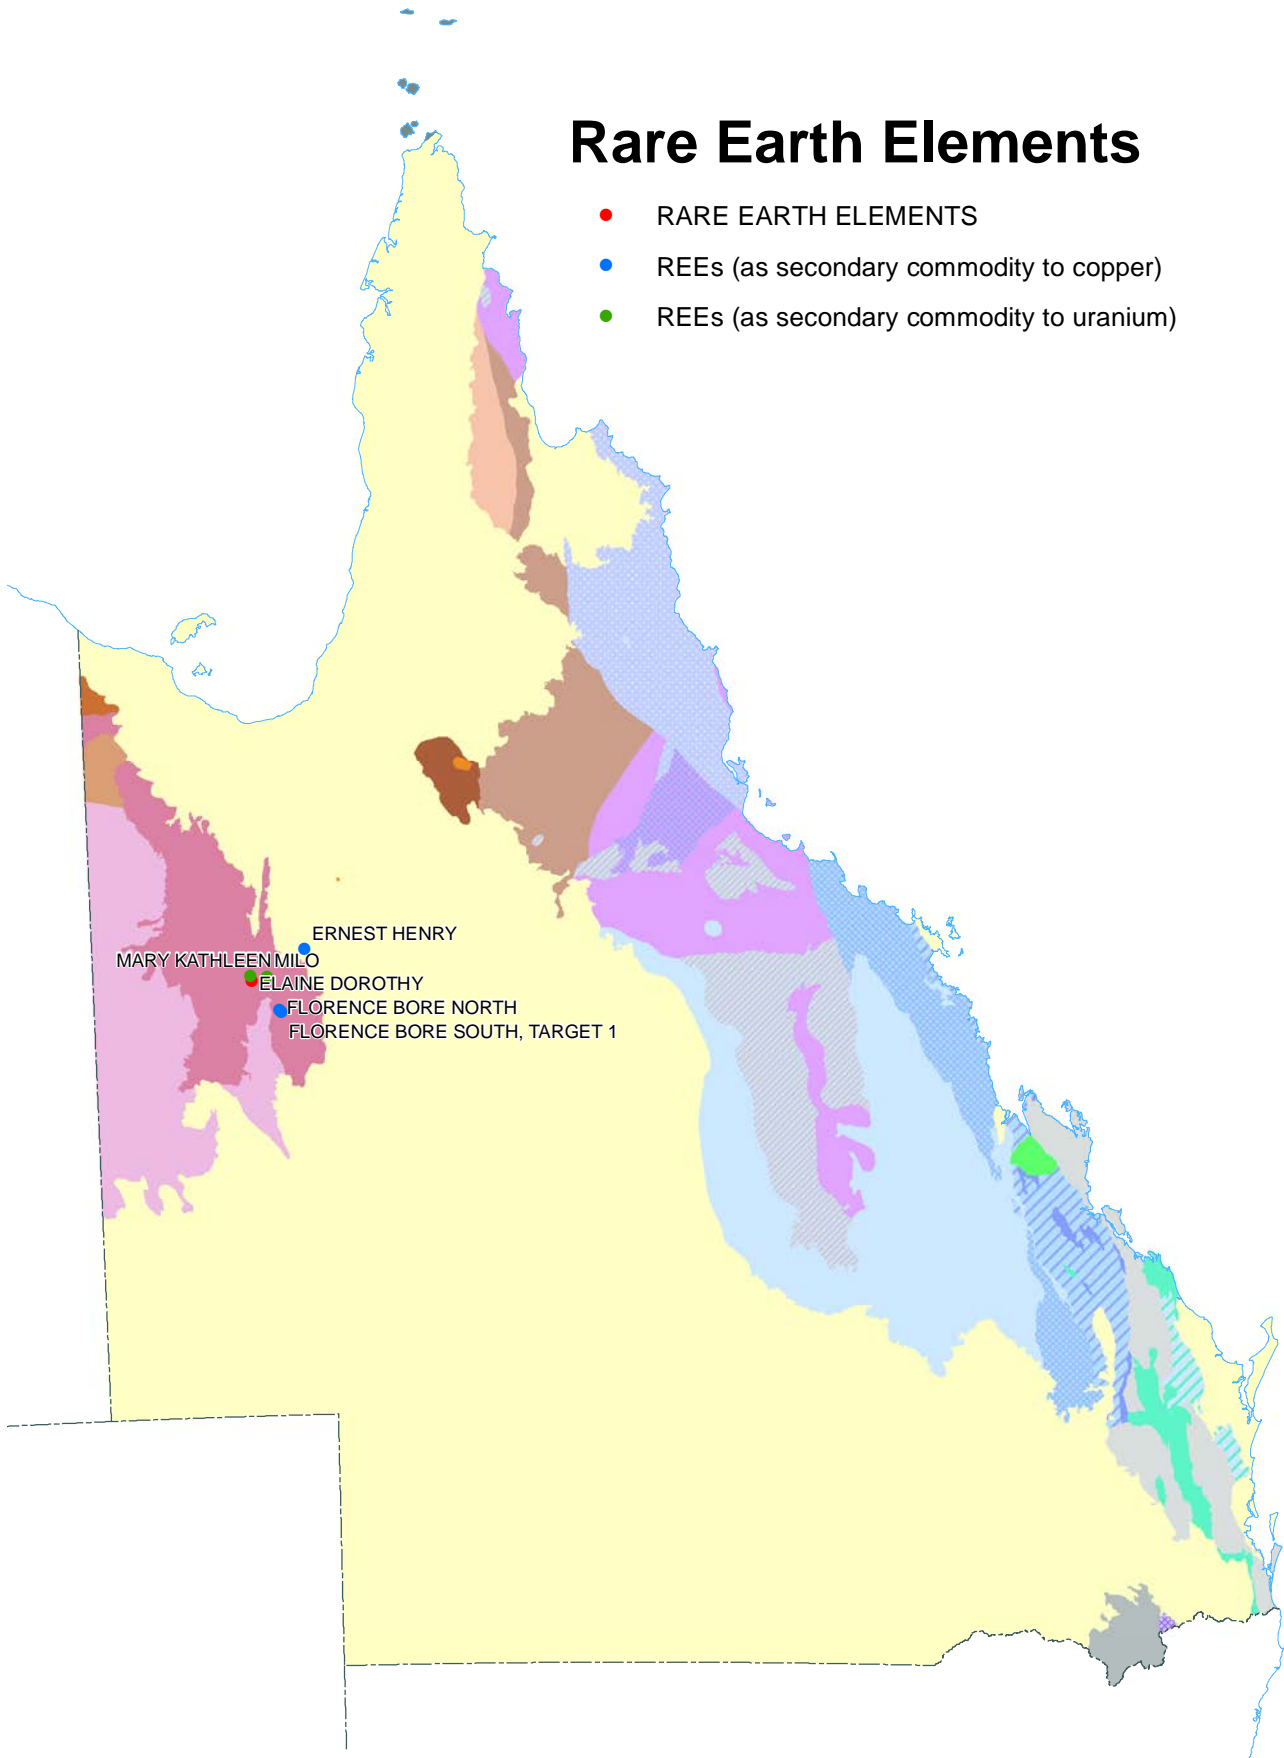 Rare Earth Elements
RARE EARTH ELEMENTS
REEs (as secondary commodity to copper)
REEs (as secondary commodity to uranium)
ERNEST HENRY
MARY KATHLEEN
MILO
ELAINE DOROTHY
FLORENCE BORE NORTH
FLORENCE BORE SOUTH, TARGET 1